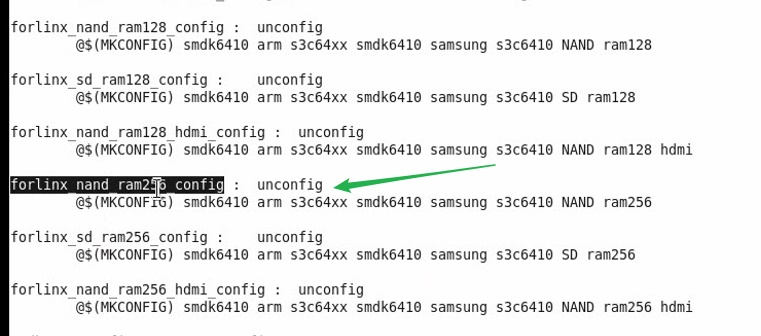 forlinx_nand_ram128_config :  unconfig
@$(MKCONFIG) smdk6410 arm s3c64xx smdk6410 samsung s3c6410 NAND ram128
forlinx_sd_ram128_config :    unconfig
@$(MKCONFIG) smdk6410 arm s3c64xx smdk6410 samsung s3c6410 SD ram128
forlinx_nand_ram128_hdmi_config :  unconfig
@$(MKCONFIG) smdk6410 arm s3c64xx smdk6410 samsung s3c6410 NAND ram128 hdmi
forlinx_nand_ram256_config :  unconfig
@$(MKCONFIG) smdk6410 arm s3c64xx smdk6410 samsung s3c6410 NAND ram256
forlinx_sd_ram256_config :    unconfig
@$(MKCONFIG) smdk6410 arm s3c64xx smdk6410 samsung s3c6410 SD ram256
forlinx_nand_ram256_hdmi_config :  unconfig
@$(MKCONFIG) smdk6410 arm s3c64xx smdk6410 samsung s3c6410 NAND ram256 hdmi